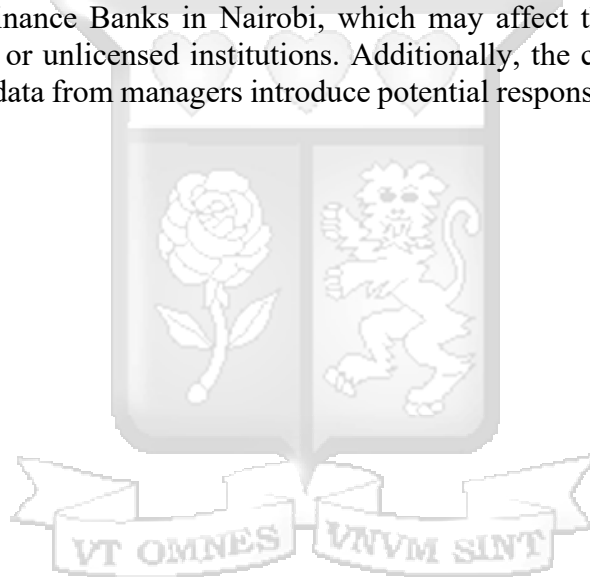 inance Banks in Nairobi, which may affect t
or unlicensed institutions. Additionally, the c
data from managers introduce potential respons
VT OMNES VNVM SINT